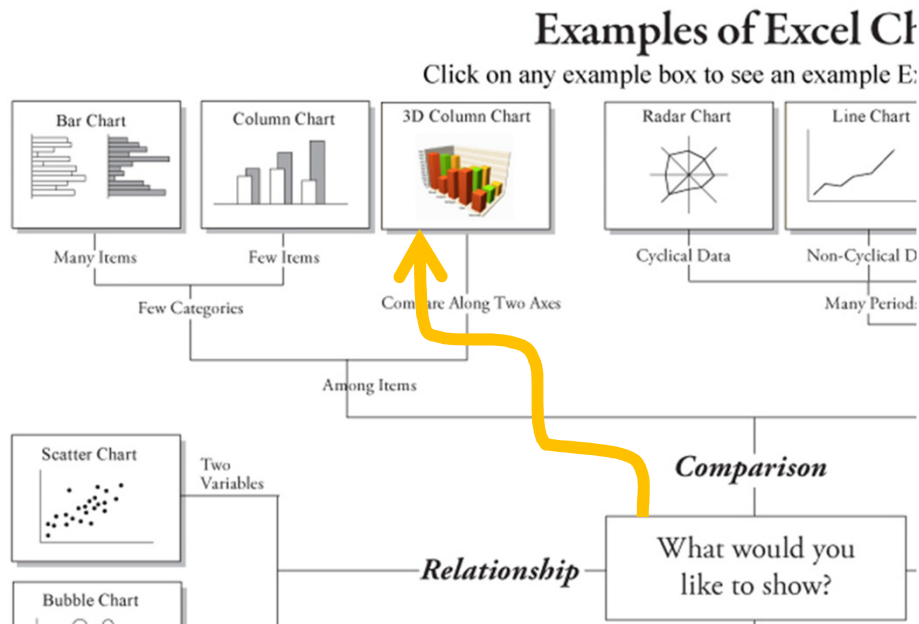 Examples of Excel Ch
Click on any example box to see an example Ex
Bar Chart
Column Chart
3D Column Chart
Radar Chart
Line Chart
Many Items
Few Items
Cyclical Data
Non-Cyclical D
Few Categories
Compare Along Two Axes
Many Periods
Among Items
Scatter Chart
Two
Variables
Comparison
What would you
like to show?
Relationship
Bubble Chart